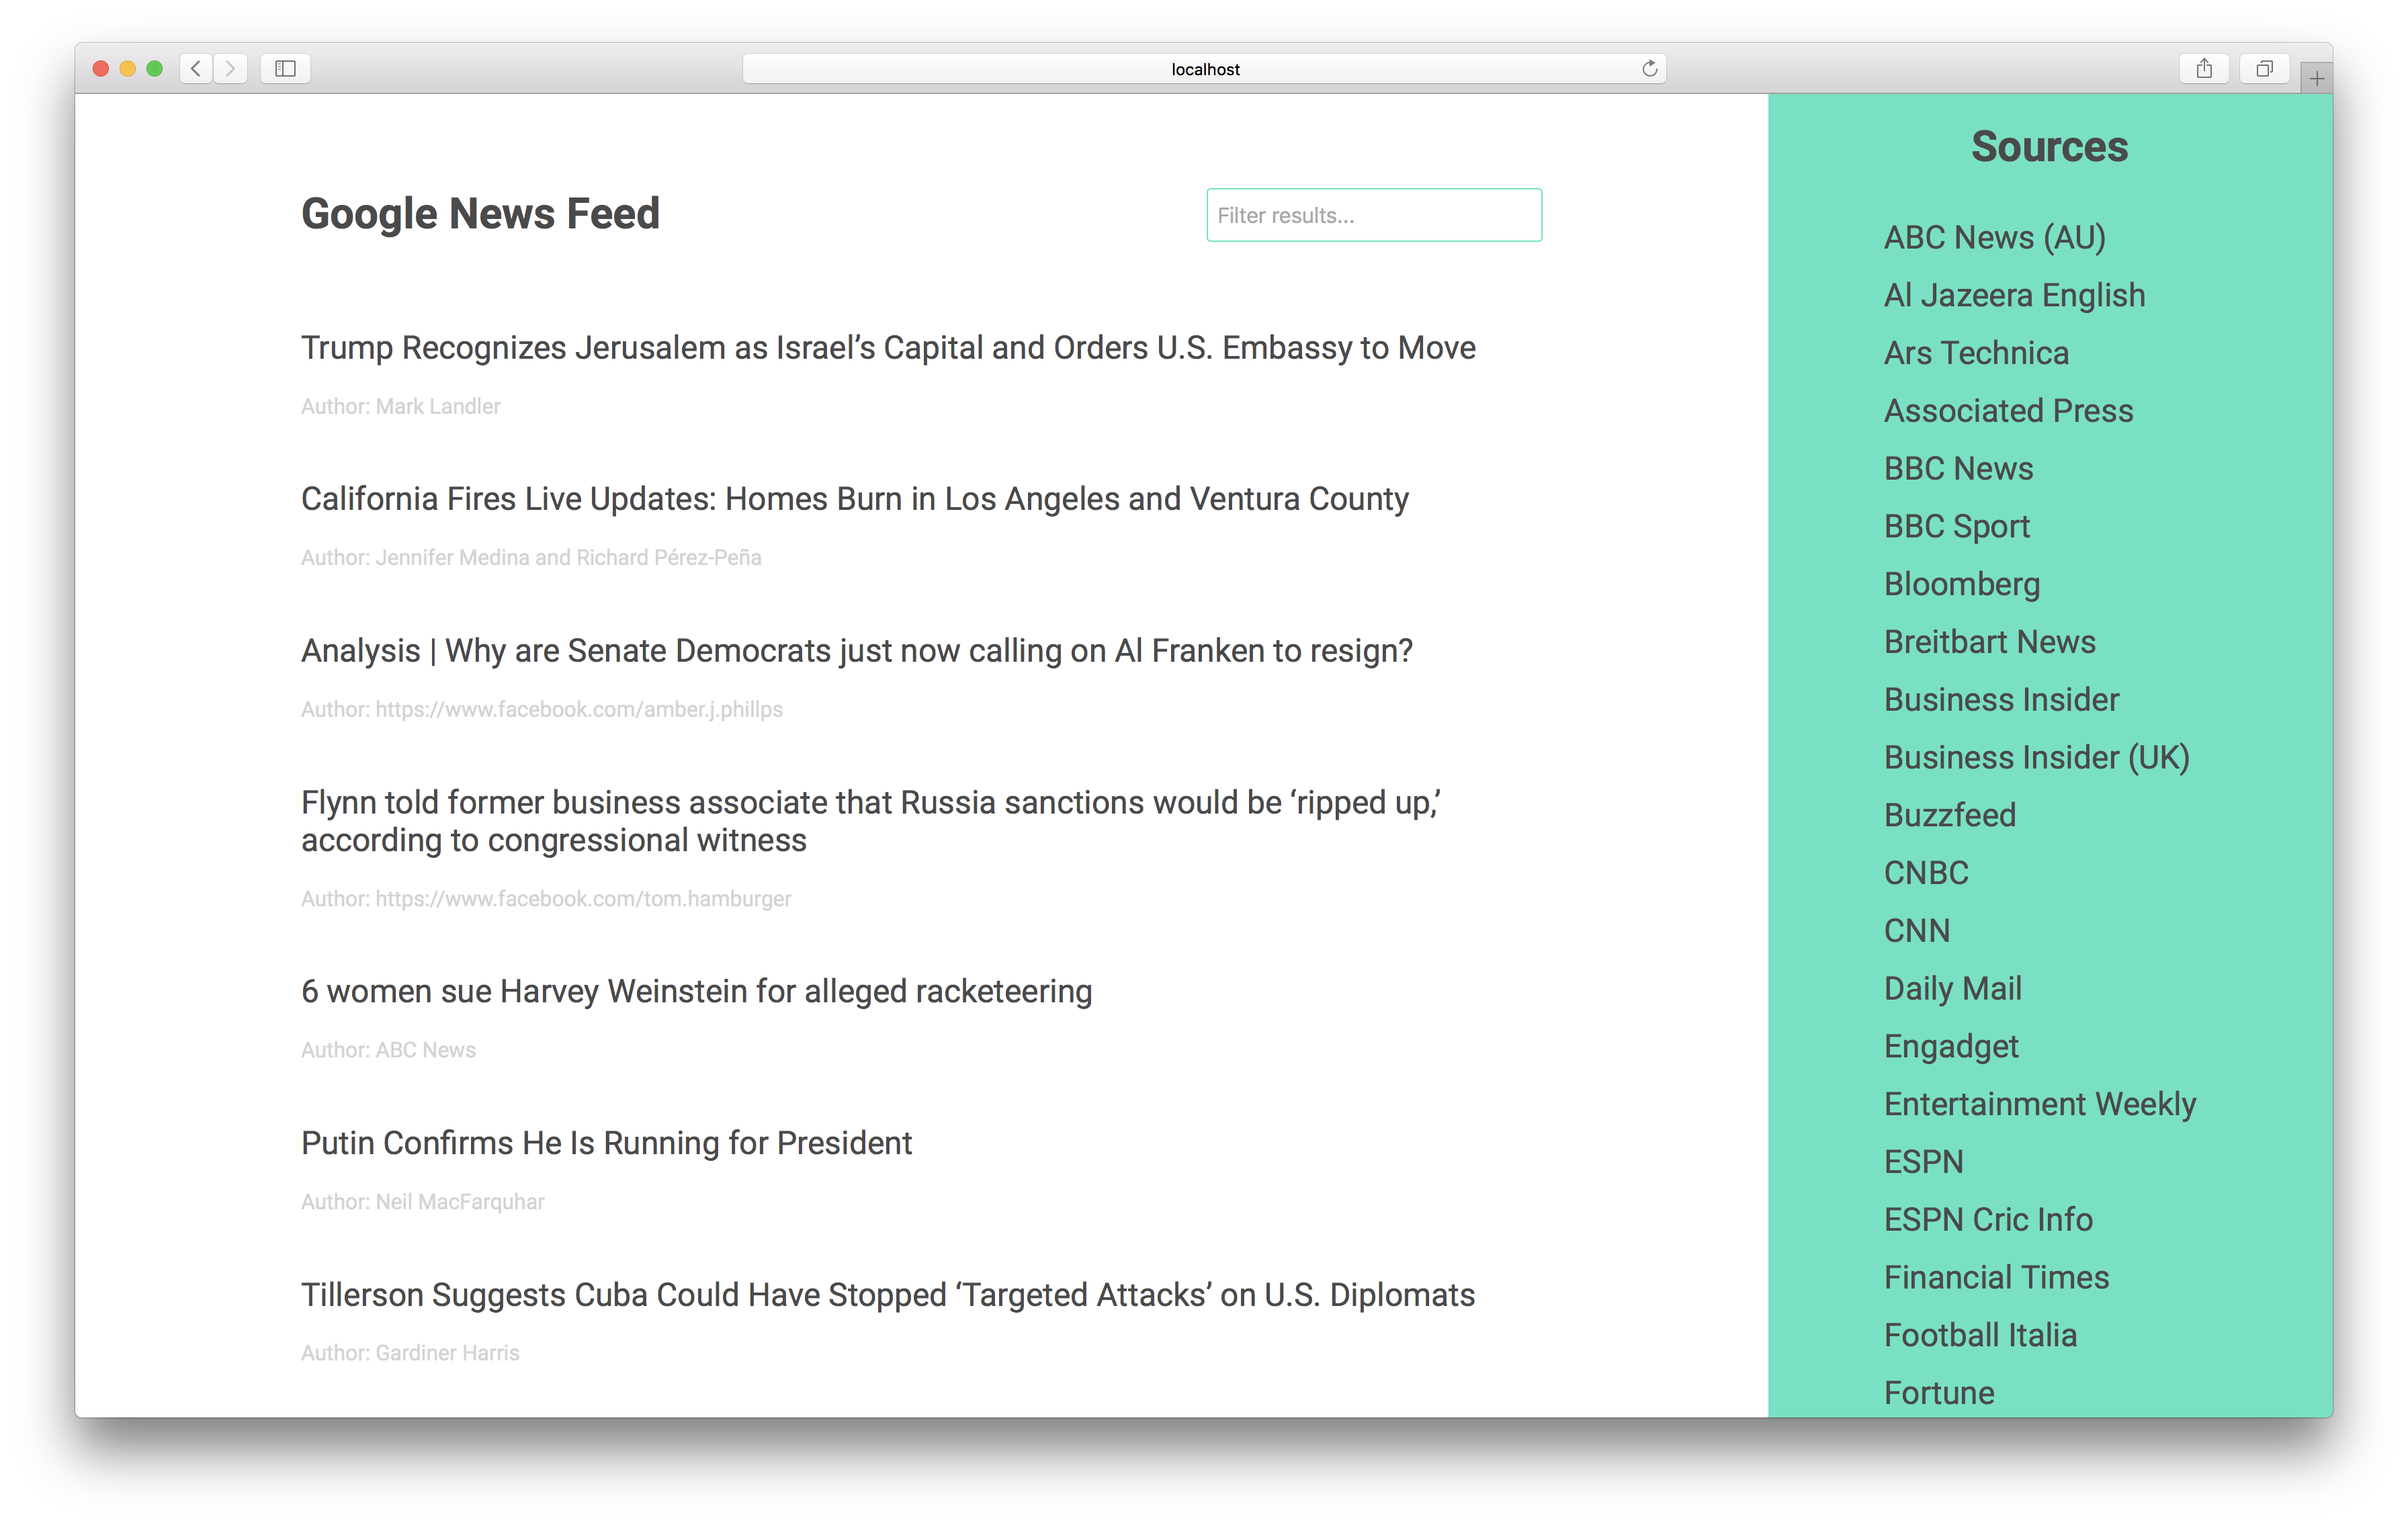 localhost
Google News Feed
Filter results...
Trump Recognizes Jerusalem as Israel’s Capital and Orders U.S. Embassy to Move
Author: Mark Landler
California Fires Live Updates: Homes Burn in Los Angeles and Ventura County
Author: Jennifer Medina and Richard Pérez-Peña
Analysis | Why are Senate Democrats just now calling on Al Franken to resign?
Author: https://www.facebook.com/amber.j.phillps
Flynn told former business associate that Russia sanctions would be ‘ripped up,’
according to congressional witness
Author: https://www.facebook.com/tom.hamburger
6 women sue Harvey Weinstein for alleged racketeering
Author: ABC News
Putin Confirms He Is Running for President
Author: Neil MacFarquhar
Tillerson Suggests Cuba Could Have Stopped ‘Targeted Attacks’ on U.S. Diplomats
Author: Gardiner Harris
Sources
ABC News (AU)
Al Jazeera English
Ars Technica
Associated Press
BBC News
BBC Sport
Bloomberg
Breitbart News
Business Insider
Business Insider (UK)
Buzzfeed
CNBC
CNN
Daily Mail
Engadget
Entertainment Weekly
ESPN
ESPN Cric Info
Financial Times
Football Italia
Fortune